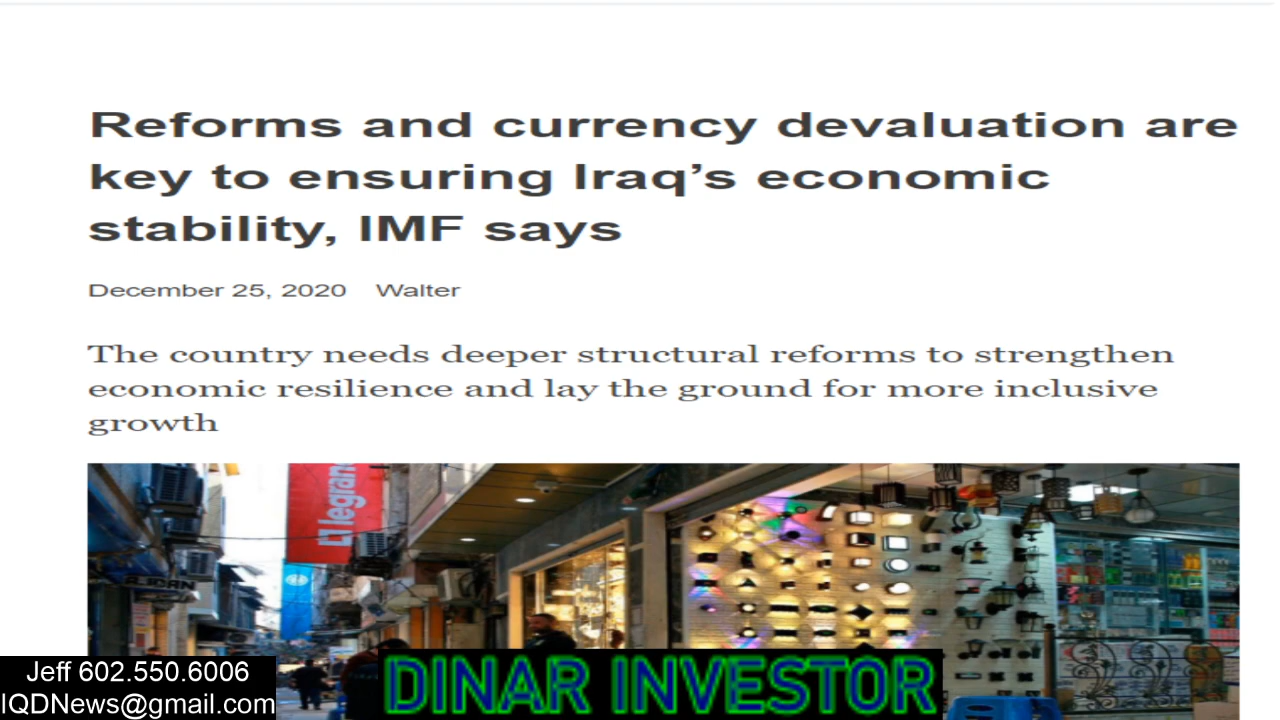 Reforms and currency devaluation are
key to ensuring Iraq’s economic
stability, IMF says
December 25, 2020 Walter
The country needs deeper structural reforms to strengthen
economic resilience and lay the ground for more inclusive
growth
legrand
Jeff 602.550.6006
IQDNews@gmail.com
DINAR INVESTOR